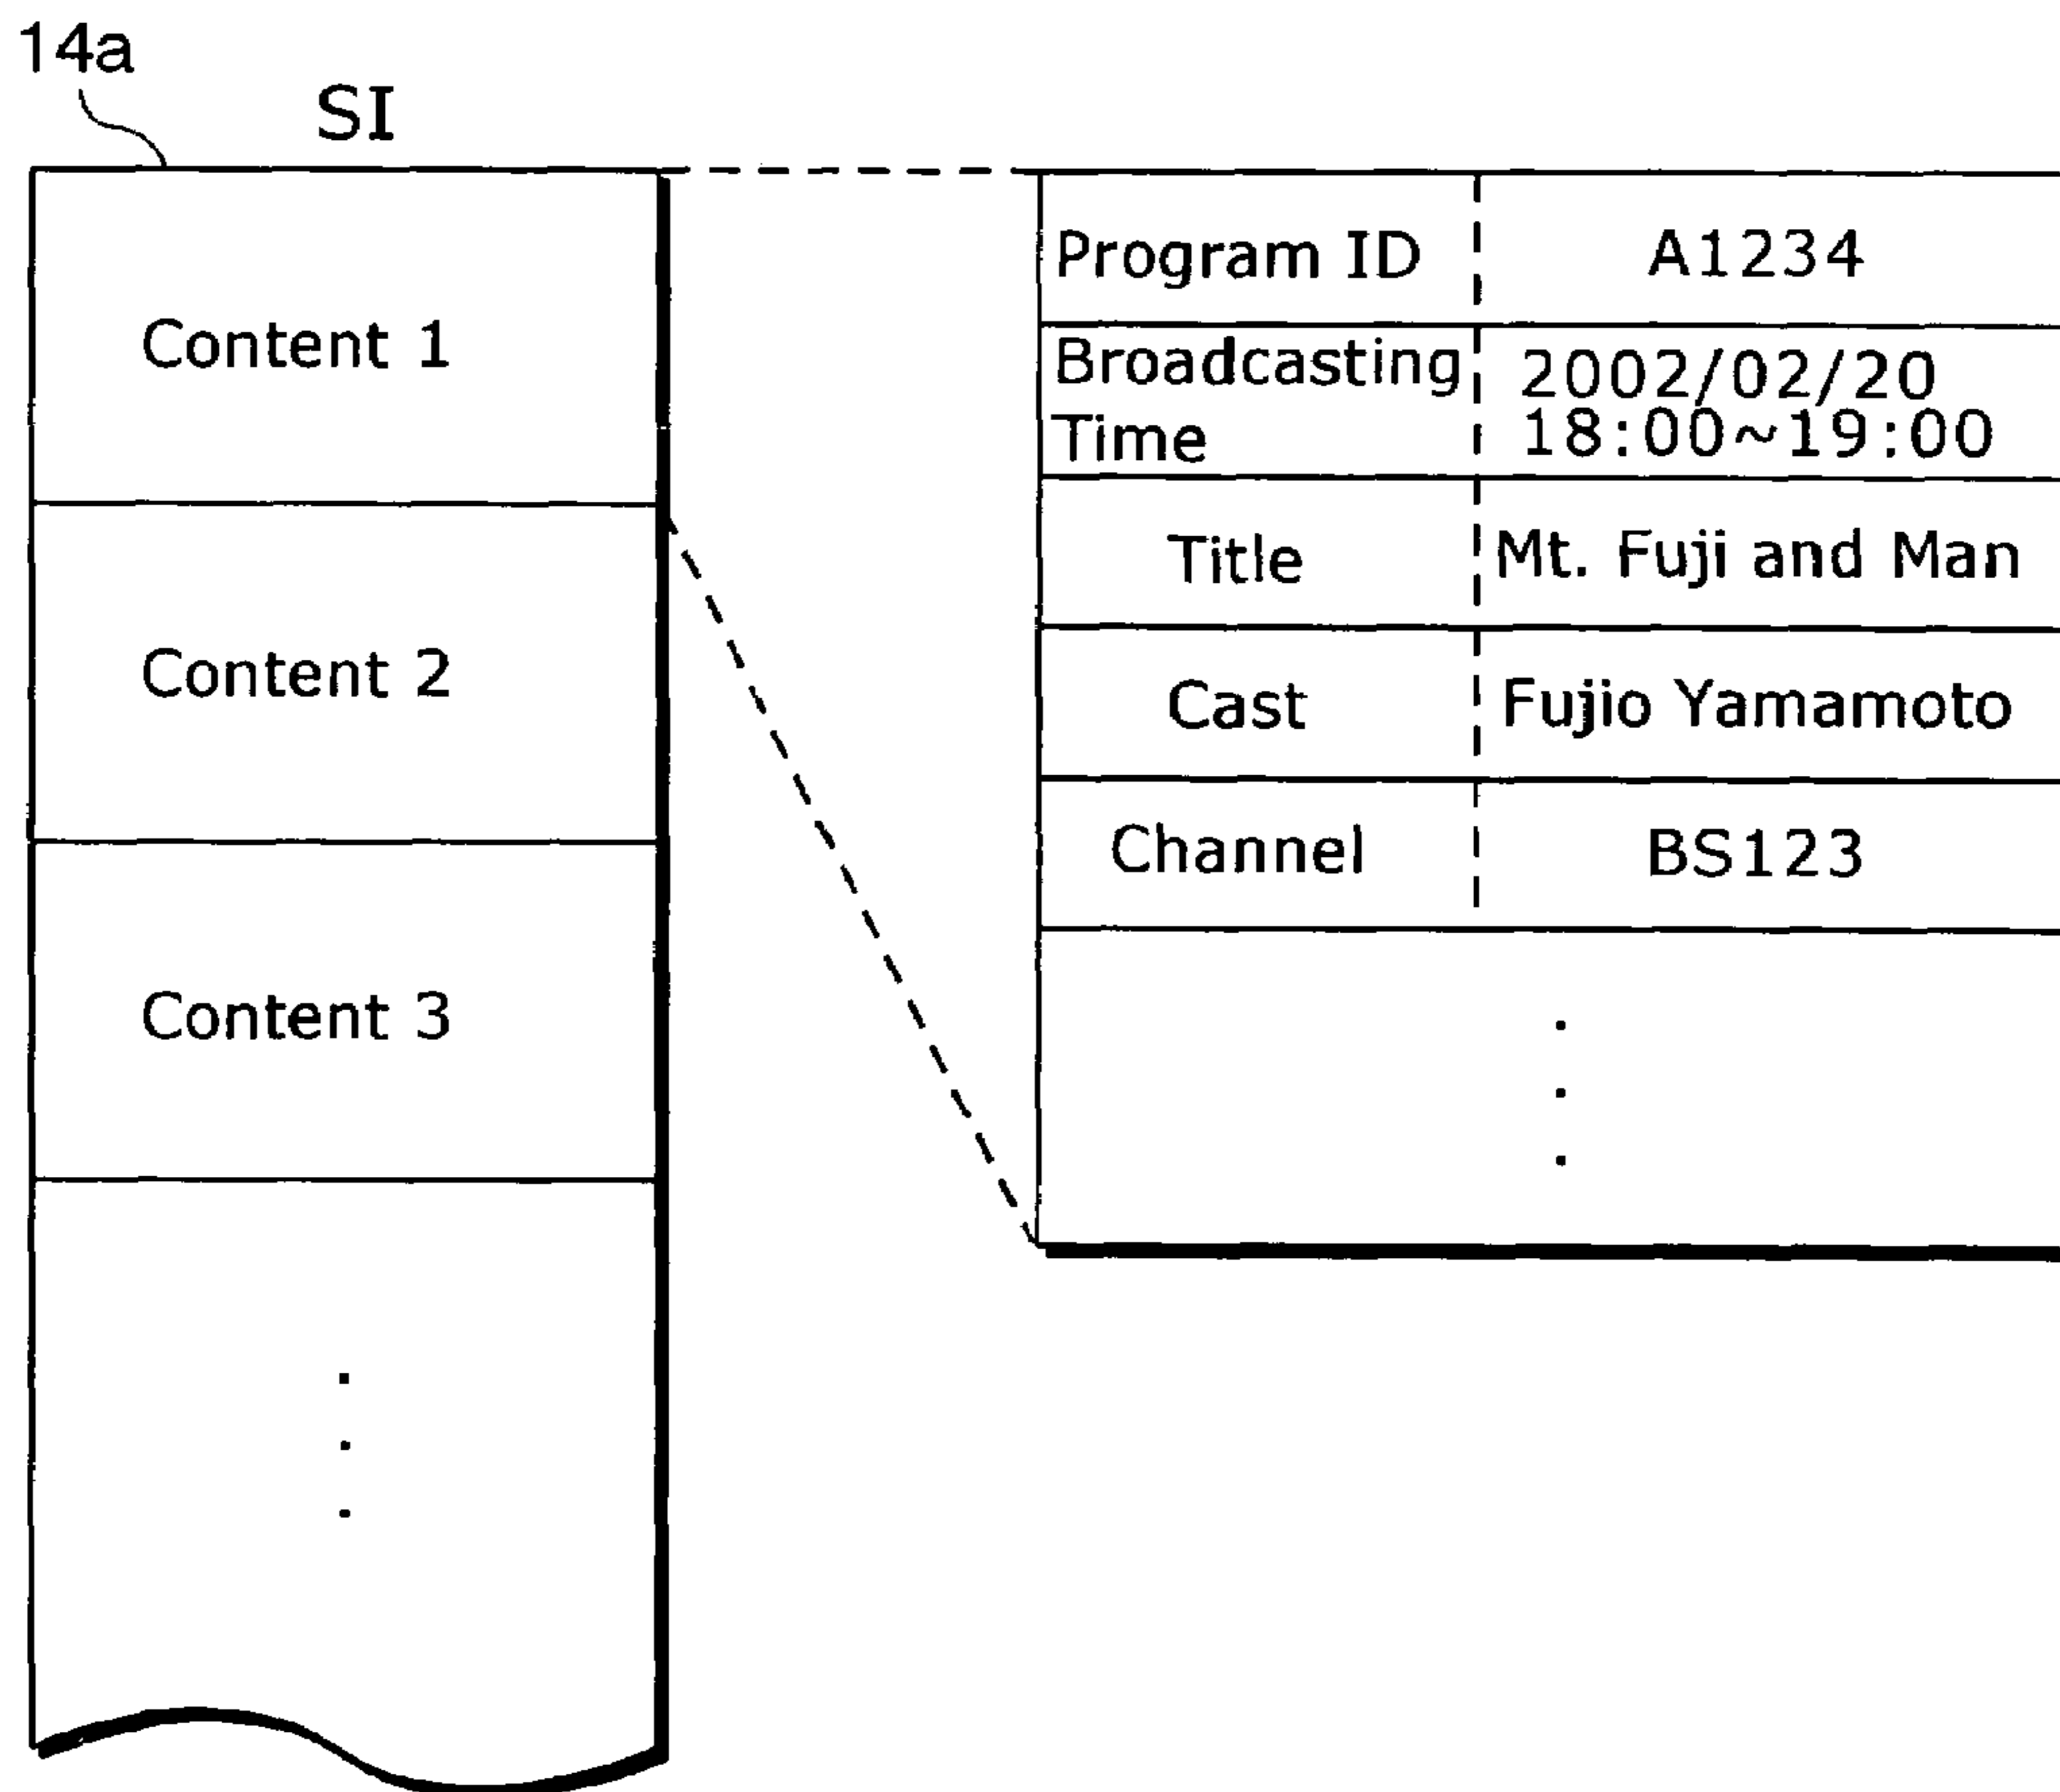 14a
SI
Content 1
Content 2
Content 3
Program ID A1234
Broadcasting Time 2002/02/20 18:00~19:00
Title Mt. Fuji and Man
Cast Fujio Yamamoto
Channel BS123